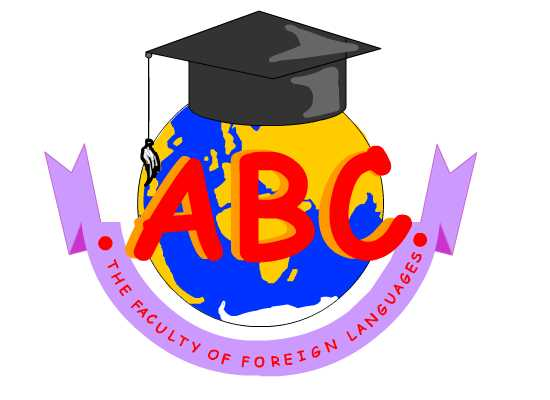 ABC
THE FACULTY OF FOREIGN LANGUAGES